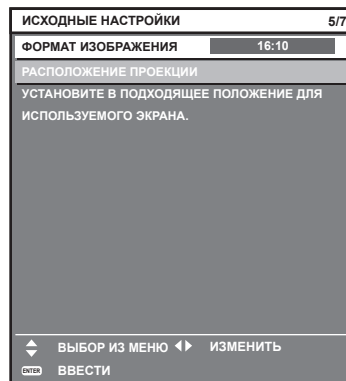 ИСХОДНЫЕ НАСТРОЙКИ 5/7
ФОРМАТ ИЗОБРАЖЕНИЯ 16:10
РАСПОЛОЖЕНИЕ ПРОЕКЦИИ
УСТАНОВИТЕ В ПОДХОДЯЩЕЕ ПОЛОЖЕНИЕ ДЛЯ
ИСПОЛЬЗУЕМОГО ЭКРАНА.
ВЫБОР ИЗ МЕНЮ ИЗМЕНИТЬ
ENTER ВВЕСТИ